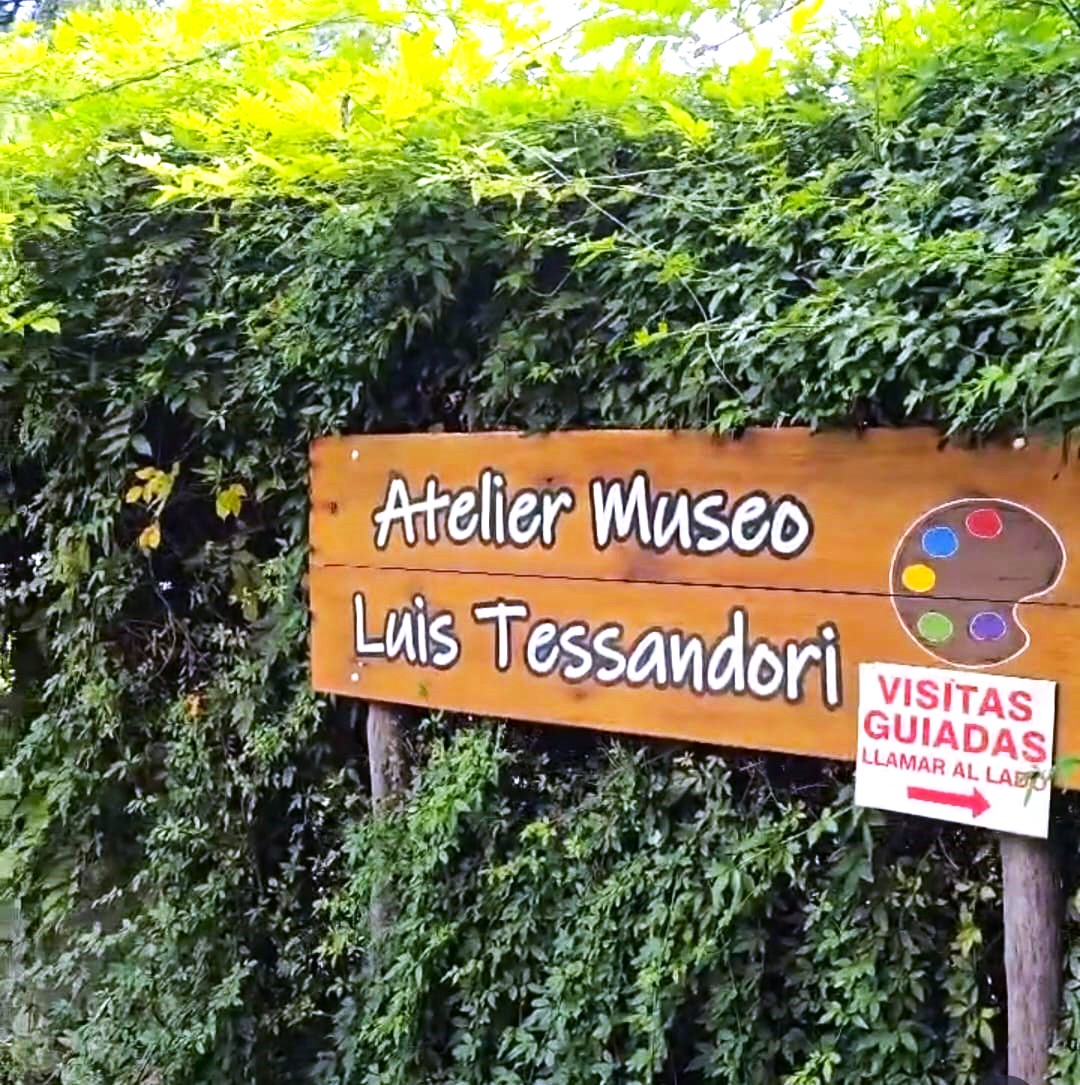 Atelier Museo
Luis Tessandori
VISITAS
GUIADAS
LLAMAR AL LADO